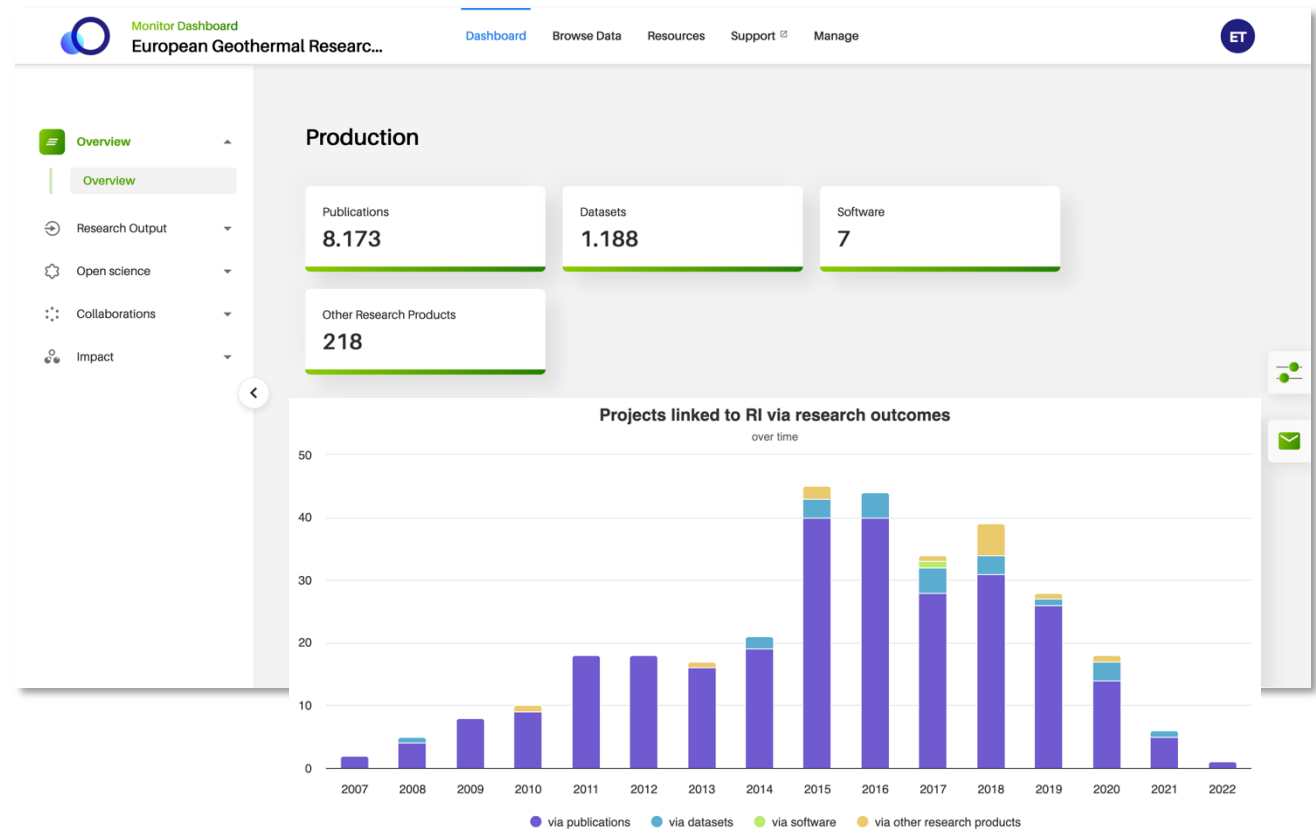 Monitor Dashboard
European Geothermal Researc...
Dashboard Browse Data Resources Support Manage
ET
Overview
Overview
Research Output
Open science
Collaborations
Impact
Production
Publications
8.173
Datasets
1.188
Software
7
Other Research Products
218
Projects linked to RI via research outcomes
over time
50
40
30
20
10
0
2007 2008 2009 2010 2011 2012 2013 2014 2015 2016 2017 2018 2019 2020 2021 2022
via publications via datasets via software via other research products